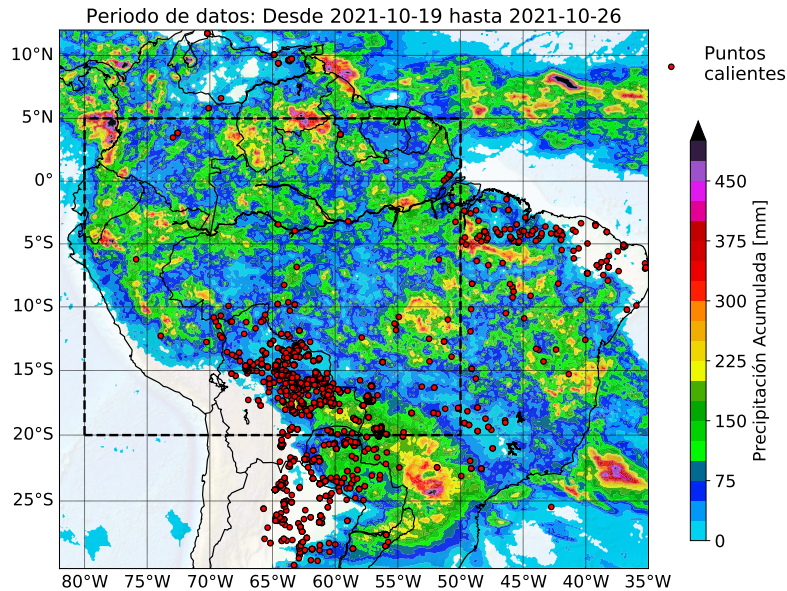 Periodo de datos: Desde 2021-10-19 hasta 2021-10-26
Puntos
calientes
10°N
5°N
0°
5°S
10°S
15°S
20°S
25°S
80°W
75°W
70°W
65°W
60°W
55°W
50°W
45°W
40°W
35°W
450
375
300
225
150
75
0
Precipitación Acumulada [mm]